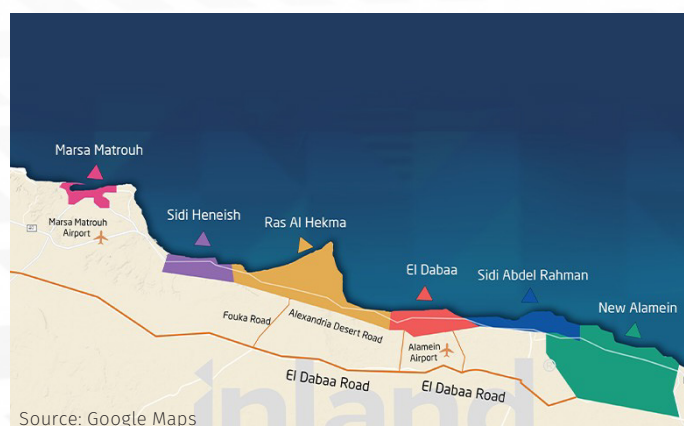 Marsa Matrouh
Marsa Matrouh
Airport
Sidi Heneish
Ras Al Hekma
El Dabaa
Sidi Abdel Rahman
New Alamein
Fouka Road
Alexandria Desert Road
Alamein
Airport
El Dabaa Road
El Dabaa Road
inland
Source: Google Maps